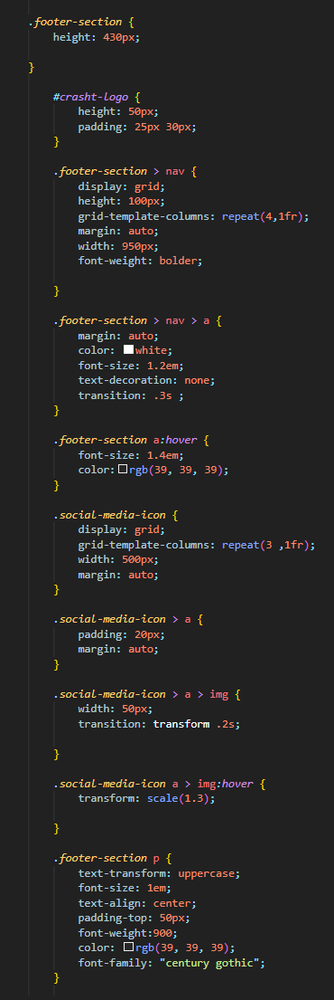 .footer-section {
height: 430px;
}
#crasht-logo {
height: 50px;
padding: 25px 30px;
}
.footer-section > nav {
display: grid;
height: 100px;
grid-template-columns: repeat(4,1fr);
margin: auto;
width: 950px;
font-weight: bolder;
}
.footer-section > nav > a {
margin: auto;
color: white;
font-size: 1.2em;
text-decoration: none;
transition: .3s ;
}
.footer-section a:hover {
font-size: 1.4em;
color: rgb(39, 39, 39);
}
.social-media-icon {
display: grid;
grid-template-columns: repeat(3 ,1fr);
width: 500px;
margin: auto;
}
.social-media-icon > a {
padding: 20px;
margin: auto;
}
.social-media-icon > a > img {
width: 50px;
transition: transform .2s;
}
.social-media-icon a > img:hover {
transform: scale(1.3);
}
.footer-section p {
text-transform: uppercase;
font-size: 1em;
text-align: center;
padding-top: 50px;
font-weight:900;
color: rgb(39, 39, 39);
font-family: "century gothic";
}